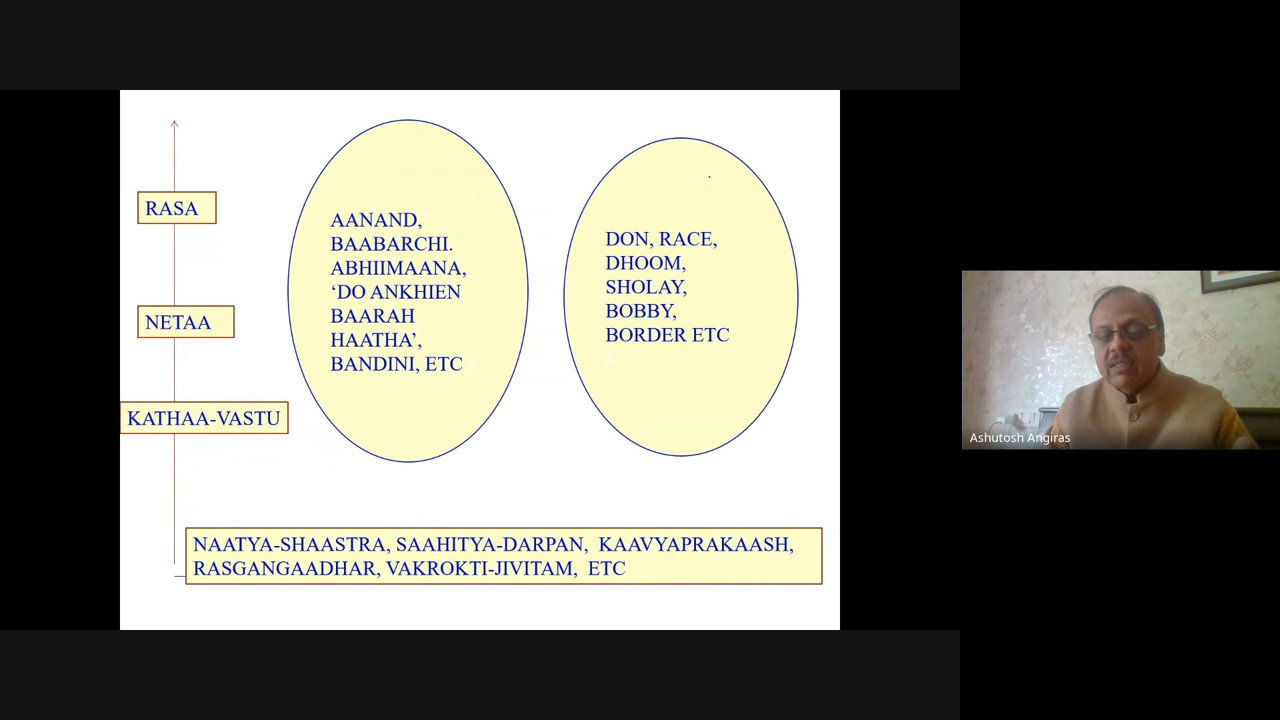 RASA
NETAA
KATHAA-VASTU
AANAND,
BAABARCHI.
ABHIIMAANA,
‘DO ANKHIEN
BAARAH
HAATHA’,
BANDINI, ETC
DON, RACE,
DHOOM,
SHOLAY,
BOBBY,
BORDER ETC
NAATYA-SHAASTRA, SAAHITYA-DARPAN, KAAVYAPRAKAASH,
RASGANGAADHAR, VAKROKTI-JIVITAM, ETC
Ashutosh Angiras